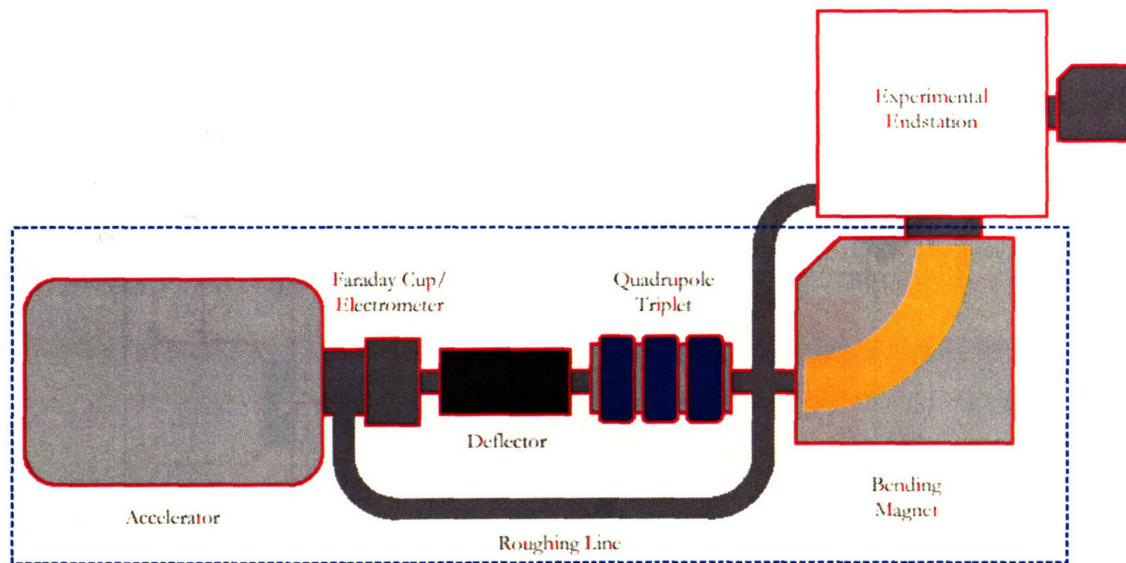 Experimental
Endstation
Faraday Cup/
Electrometer
Quadrupole
Triplet
Deflector
Accelerator
Bending
Magnet
Roughing Line